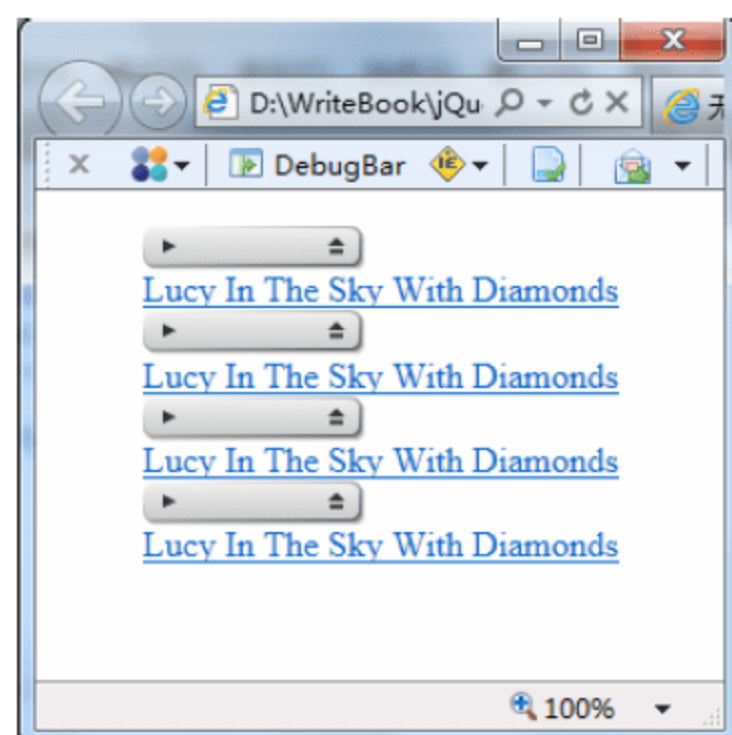 D:\WriteBook\jQu
DebugBar
IE
Lucy In The Sky With Diamonds
Lucy In The Sky With Diamonds
Lucy In The Sky With Diamonds
Lucy In The Sky With Diamonds
100%